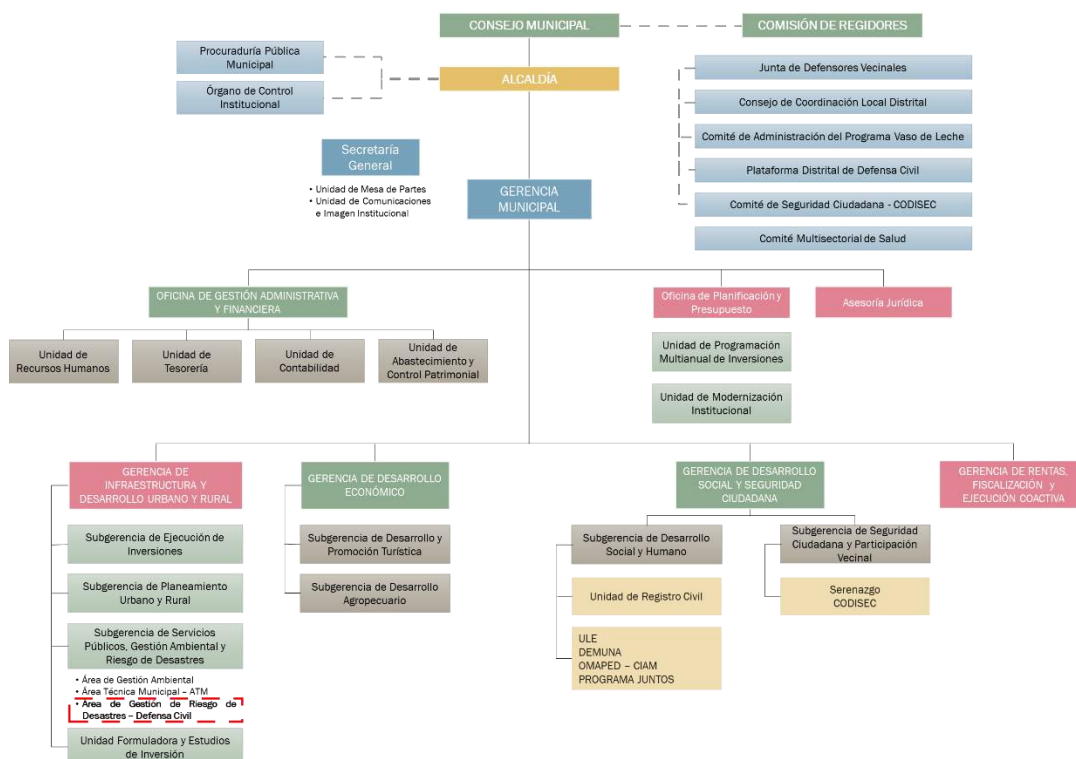 CONSEJO MUNICIPAL
COMISIÓN DE REGIDORES
Procuraduría Pública
Municipal
Órgano de Control
Institucional
ALCALDÍA
Junta de Defensores Vecinales
Consejo de Coordinación Local Distrital
Comité de Administración del Programa Vaso de Leche
Plataforma Distrital de Defensa Civil
Comité de Seguridad Ciudadana - CODISEC
Comité Multisectorial de Salud
Secretaría
General
• Unidad de Mesa de Partes
• Unidad de Comunicaciones
e Imagen Institucional
GERENCIA
MUNICIPAL
OFICINA DE GESTIÓN ADMINISTRATIVA
Y FINANCIERA
Oficina de Planificación y
Presupuesto
Asesoría Jurídica
Unidad de
Recursos Humanos
Unidad de
Tesorería
Unidad de
Contabilidad
Unidad de
Abastecimiento y
Control Patrimonial
Unidad de Programación
Multianual de Inversiones
Unidad de Modernización
Institucional
GERENCIA DE
INFRAESTRUCTURA Y
DESARROLLO URBANO Y RURAL
GERENCIA DE DESARROLLO
ECONÓMICO
GERENCIA DE DESARROLLO
SOCIAL Y SEGURIDAD
CIUDADANA
GERENCIA DE RENTAS,
FISCALIZACIÓN y
EJECUCIÓN COACTIVA
Subgerencia de Ejecución de
Inversiones
Subgerencia de Planeamiento
Urbano y Rural
Subgerencia de Servicios
Públicos, Gestión Ambiental y
Riesgo de Desastres
• Área de Gestión Ambiental
• Área Técnica Municipal – ATM
• Área de Gestión de Riesgo de
Desastres – Defensa Civil
Unidad Formuladora y Estudios
de Inversión
Subgerencia de Desarrollo y
Promoción Turística
Subgerencia de Desarrollo
Agropecuario
Subgerencia de Desarrollo
Social y Humano
Unidad de Registro Civil
ULE
DEMUNA
OMAPED – CIAM
PROGRAMA JUNTOS
Subgerencia de Seguridad
Ciudadana y Participación
Vecinal
Serenazgo
CODISEC